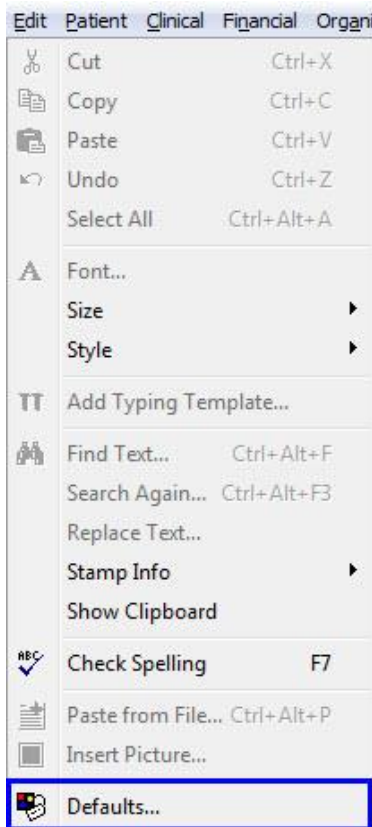 Edit Patient Clinical Financial Organi
Cut Ctrl+X
Copy Ctrl+C
Paste Ctrl+V
Undo Ctrl+Z
Select All Ctrl+Alt+A
A Font...
Size
Style
TT Add Typing Template...
Find Text... Ctrl+Alt+F
Search Again... Ctrl+Alt+F3
Replace Text...
Stamp Info
Show Clipboard
ABC Check Spelling F7
Paste from File... Ctrl+Alt+P
Insert Picture...
Defaults...